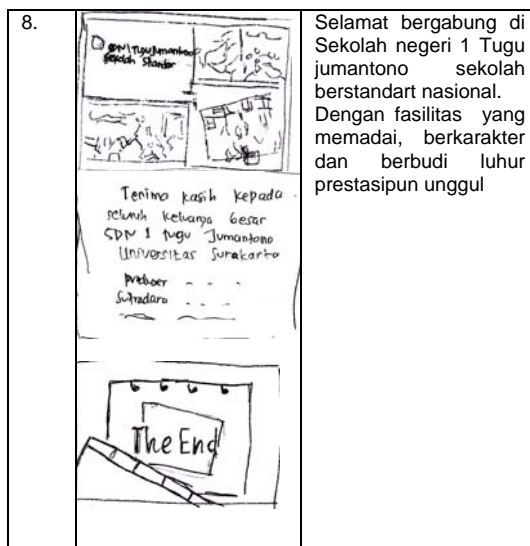 8.
SDN 1 Tugu Jumantono
Sekolah Standar
Terima kasih kepada
seluruh keluarga besar
SDN 1 tugu Jumantono
Universitas Surakarta
produser - - -
Sutradara - - -
The End
Selamat bergabung di
Sekolah negeri 1 Tugu
jumantono sekolah
berstandart nasional.
Dengan fasilitas yang
memadai, berkarakter
dan berbudi luhur
prestasipun unggul